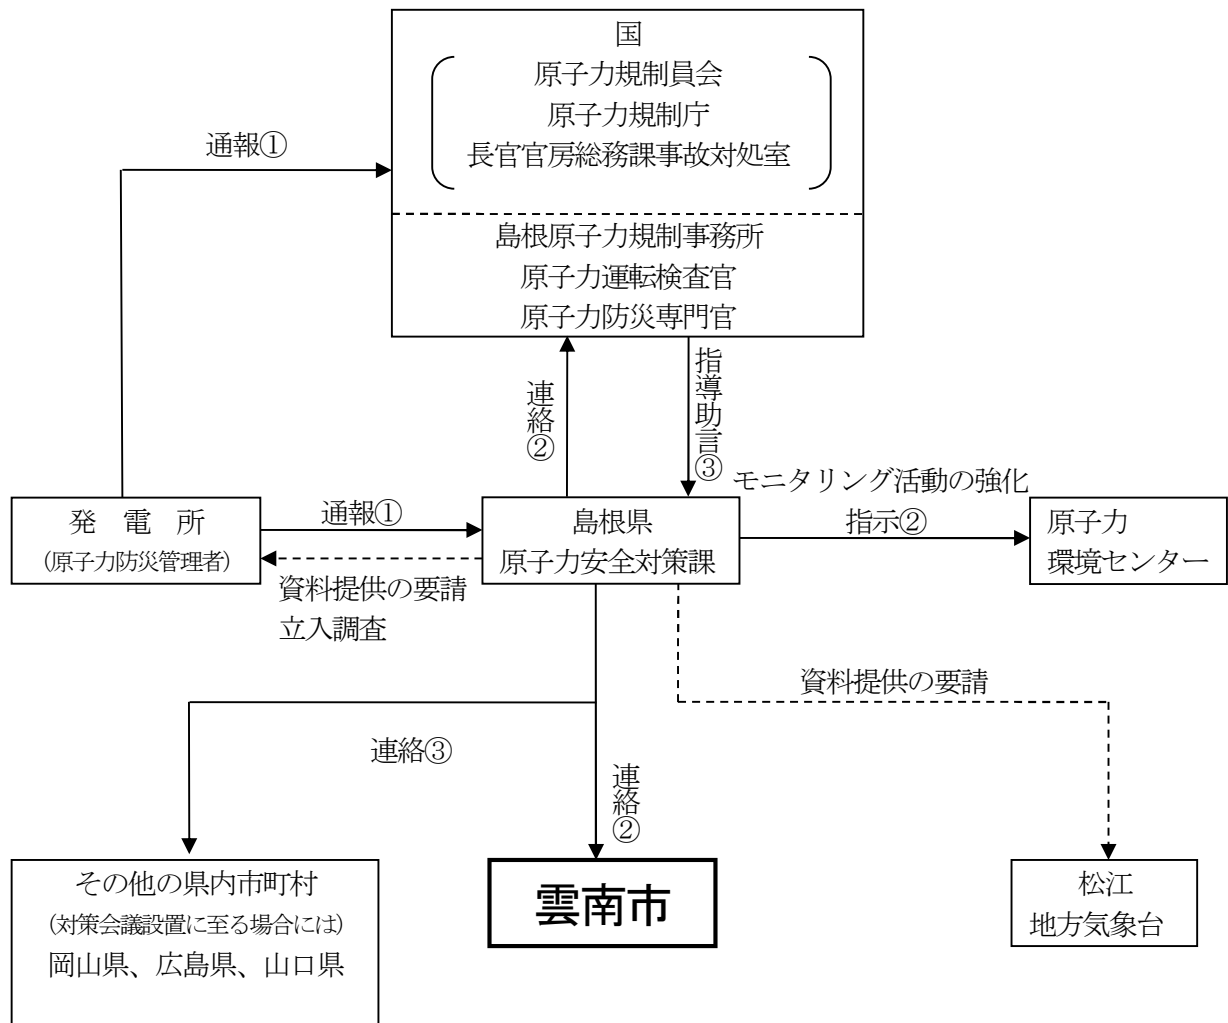 国
原子力規制員会
原子力規制庁
長官官房総務課事故対処室
通報①
島根原子力規制事務所
原子力運転検査官
原子力防災専門官
連絡②
指導助言③
モニタリング活動の強化
指示②
発　電　所
(原子力防災管理者)
通報①
島根県
原子力安全対策課
原子力
環境センター
資料提供の要請
立入調査
資料提供の要請
連絡③
連絡②
その他の県内市町村
(対策会議設置に至る場合には)
岡山県、広島県、山口県
雲南市
松江
地方気象台